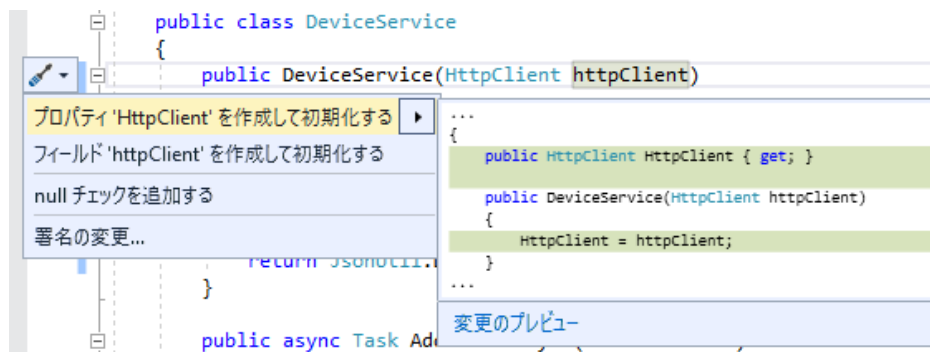 public class DeviceService
{
public DeviceService(HttpClient httpClient)
プロパティ 'HttpClient' を作成して初期化する
フィールド 'httpClient' を作成して初期化する
null チェックを追加する
署名の変更...
...
{
public HttpClient HttpClient { get; }
public DeviceService(HttpClient httpClient)
{
HttpClient = httpClient;
}
...
変更のプレビュー
return JsonUtil.
}
public async Task